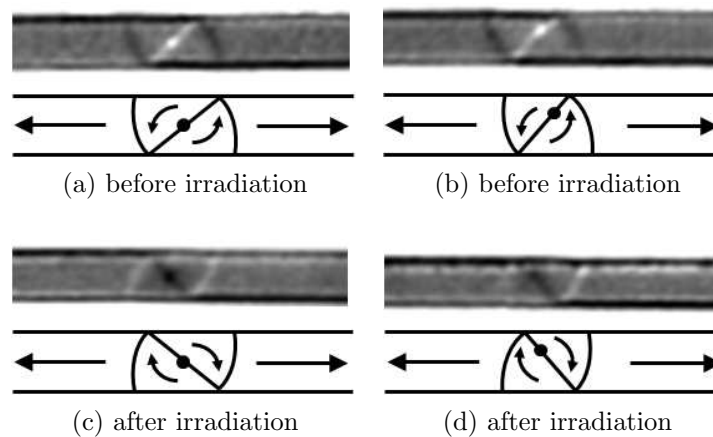 (a) before irradiation
(b) before irradiation
(c) after irradiation
(d) after irradiation